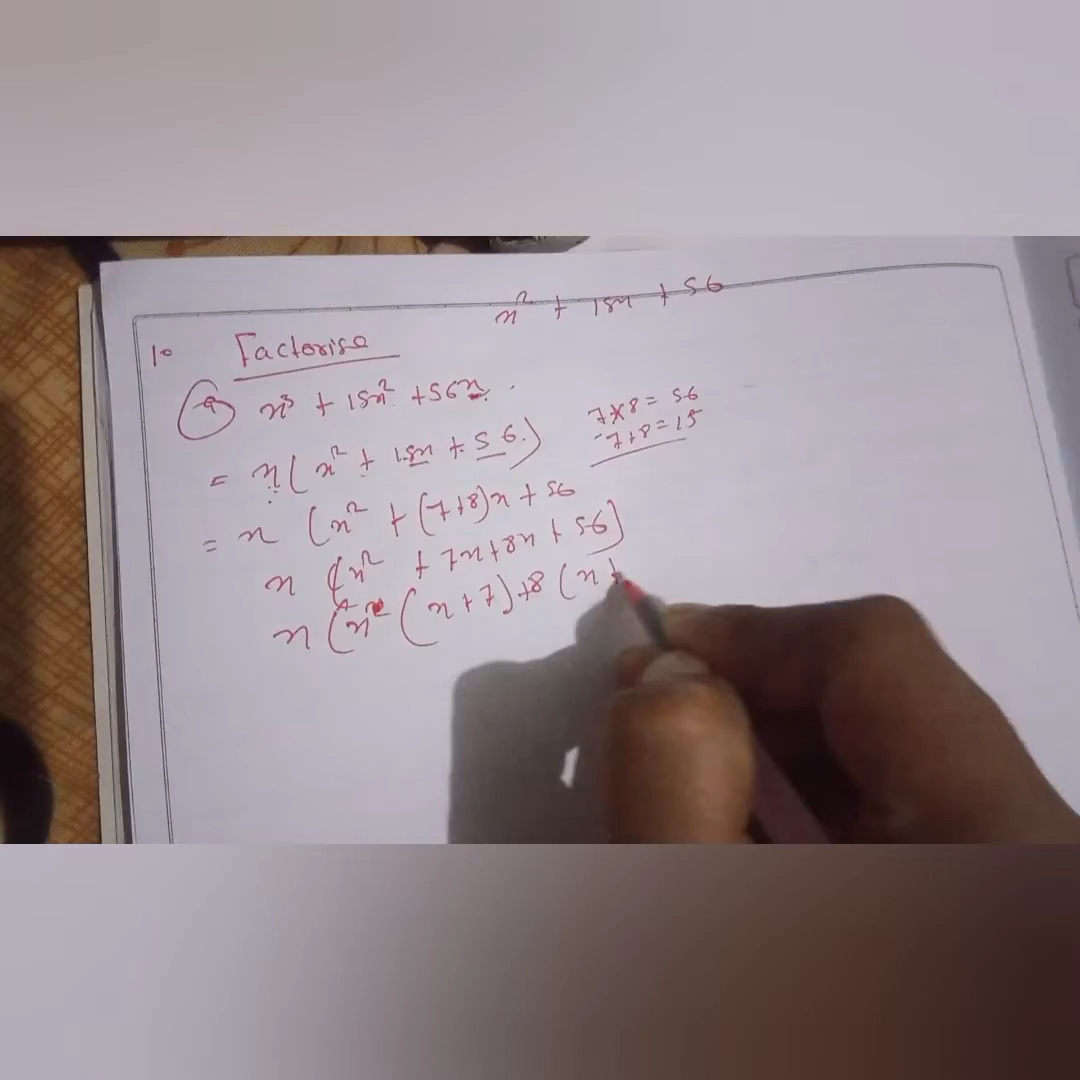 x² + 15x + 56
10 Factorise
a x³ + 15x² + 56x
= x(x² + 15x + 56)
7×8 = 56
7+8=15
= x (x² + (7+8)x + 56
x (x² + 7x+8x + 56)
x (x (x+7)+8 (x+